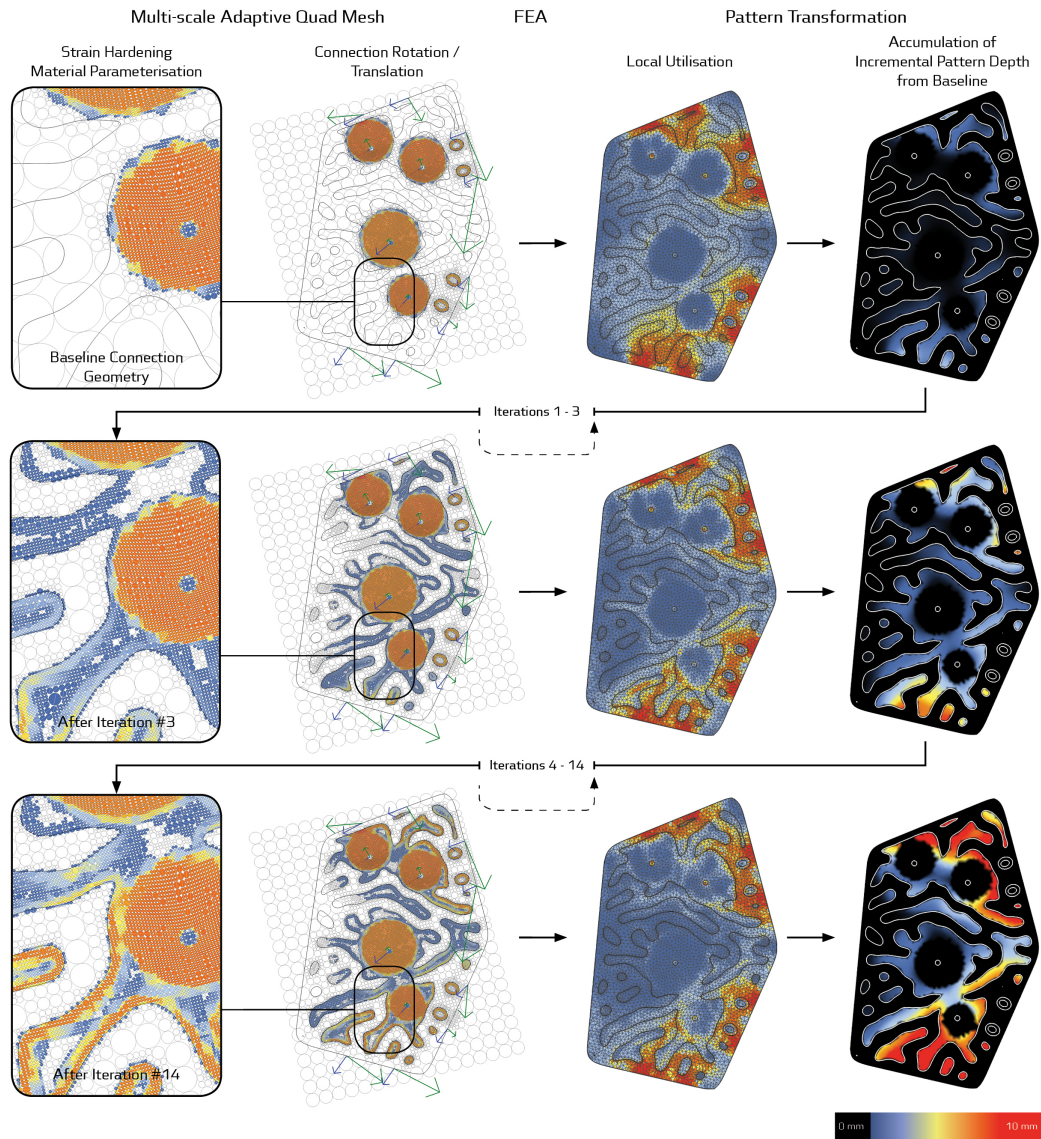 Multi-scale Adaptive Quad Mesh
FEA
Pattern Transformation
Strain Hardening
Material Parameterisation
Connection Rotation /
Translation
Local Utilisation
Accumulation of
Incremental Pattern Depth
from Baseline
Baseline Connection
Geometry
Iterations 1 - 3
After Iteration #3
Iterations 4 - 14
After Iteration #14
0 mm
10 mm